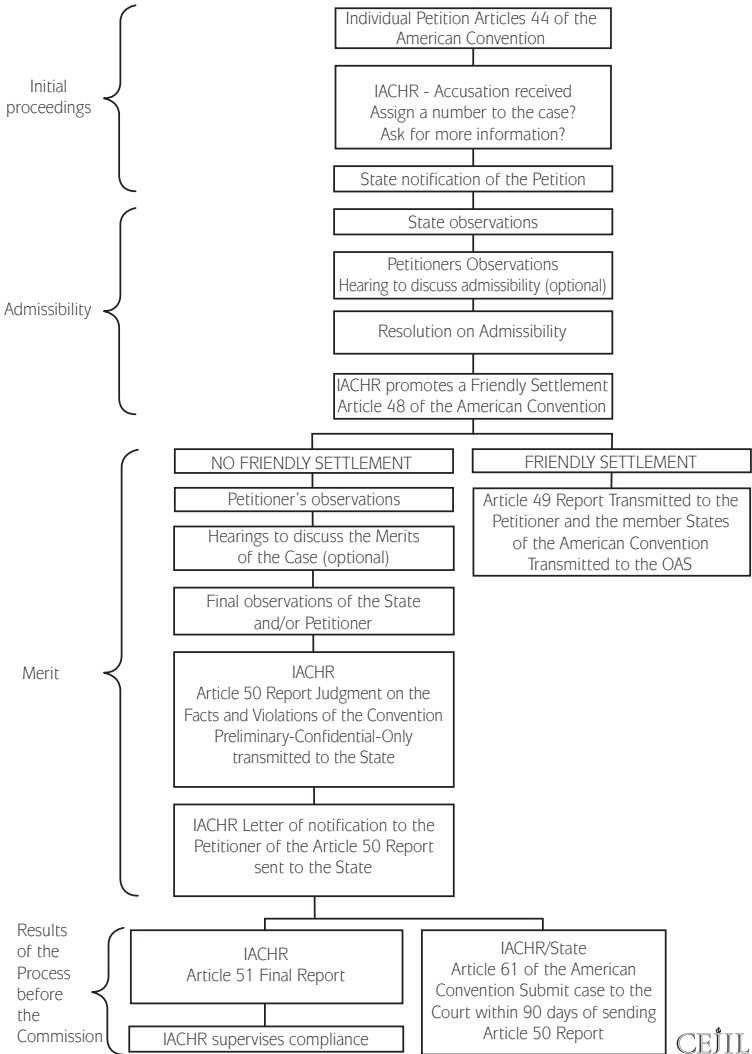 Initial
proceedings
Individual Petition Articles 44 of the
American Convention
IACHR - Accusation received
Assign a number to the case?
Ask for more information?
State notification of the Petition
Admissibility
State observations
Petitioners Observations
Hearing to discuss admissibility (optional)
Resolution on Admissibility
IACHR promotes a Friendly Settlement
Article 48 of the American Convention
Merit
NO FRIENDLY SETTLEMENT
Petitioner's observations
Hearings to discuss the Merits
of the Case (optional)
Final observations of the State
and/or Petitioner
IACHR
Article 50 Report Judgment on the
Facts and Violations of the Convention
Preliminary-Confidential-Only
transmitted to the State
IACHR Letter of notification to the
Petitioner of the Article 50 Report
sent to the State
FRIENDLY SETTLEMENT
Article 49 Report Transmitted to the
Petitioner and the member States
of the American Convention
Transmitted to the OAS
Results
of the
Process
before
the
Commission
IACHR
Article 51 Final Report
IACHR supervises compliance
IACHR/State
Article 61 of the American
Convention Submit case to the
Court within 90 days of sending
Article 50 Report
CEJIL